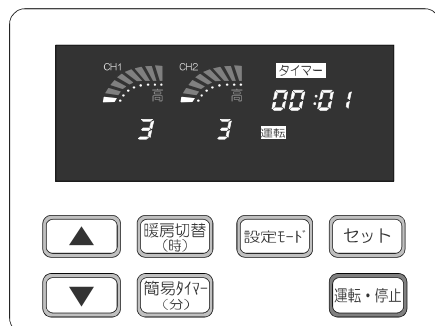 CH1 CH2 タイマー
高 高 00:01
3 3 運転
▲ 暖房切替(時) 設定ﾓｰﾄﾞ セット
▼ 簡易ﾀｲﾏｰ(分) 運転・停止